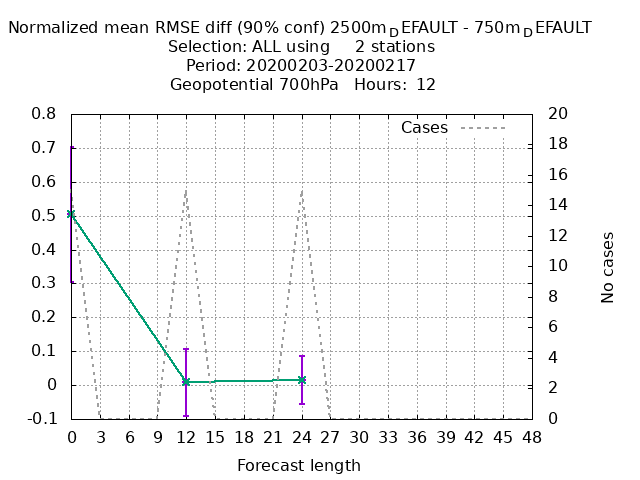 Normalized mean RMSE diff (90% conf) 2500mDEFAULT - 750mDEFAULT
Selection: ALL using     2 stations
Period: 20200203-20200217
Geopotential 700hPa   Hours:  12
Cases
0.8
0.7
0.6
0.5
0.4
0.3
0.2
0.1
0
-0.1
20
18
16
14
12
10
8
6
4
2
0
No cases
0 3 6 9 12 15 18 21 24 27 30 33 36 39 42 45 48
Forecast length